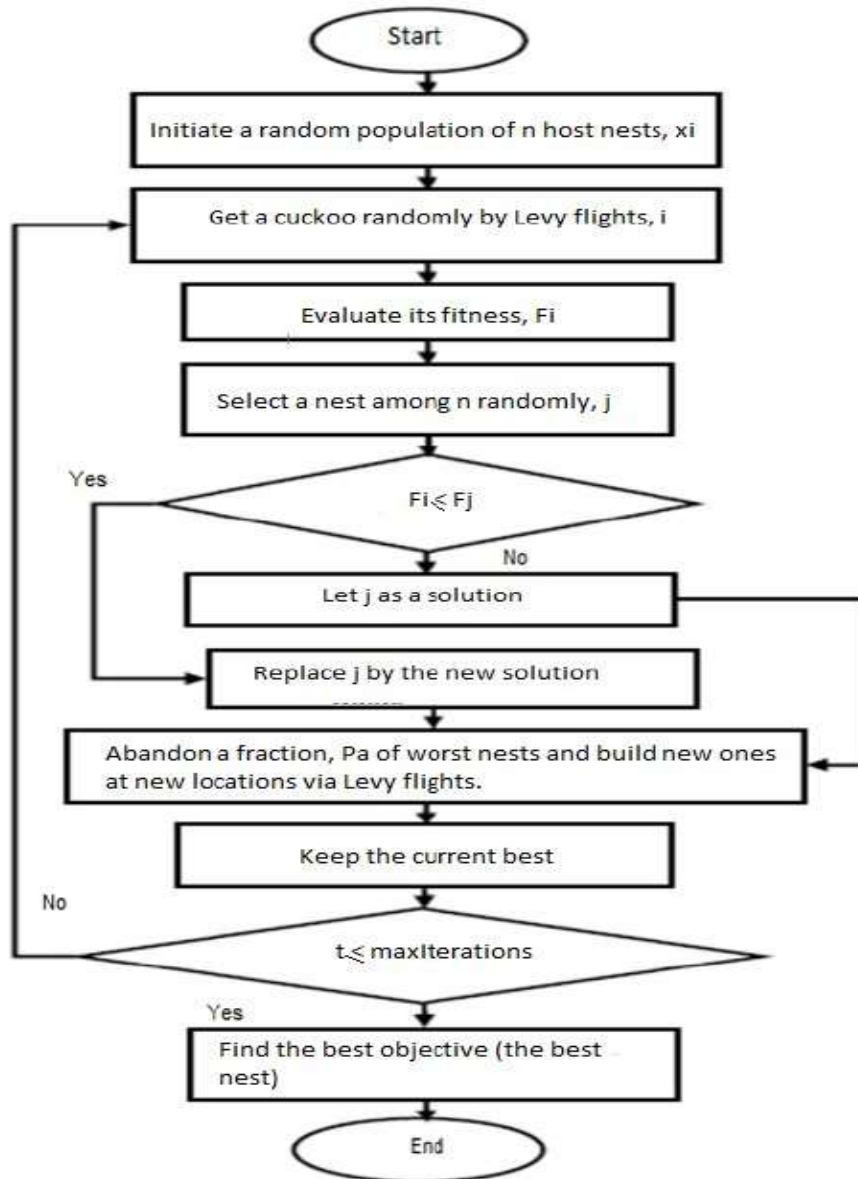 Start
Initiate a random population of n host nests, xi
Get a cuckoo randomly by Levy flights, i
Evaluate its fitness, Fi
Select a nest among n randomly, j
Yes
Fi≤ Fj
No
Let j as a solution
Replace j by the new solution
Abandon a fraction, Pa of worst nests and build new ones
at new locations via Levy flights.
Keep the current best
No
t≤ maxIterations
Yes
Find the best objective (the best
nest)
End